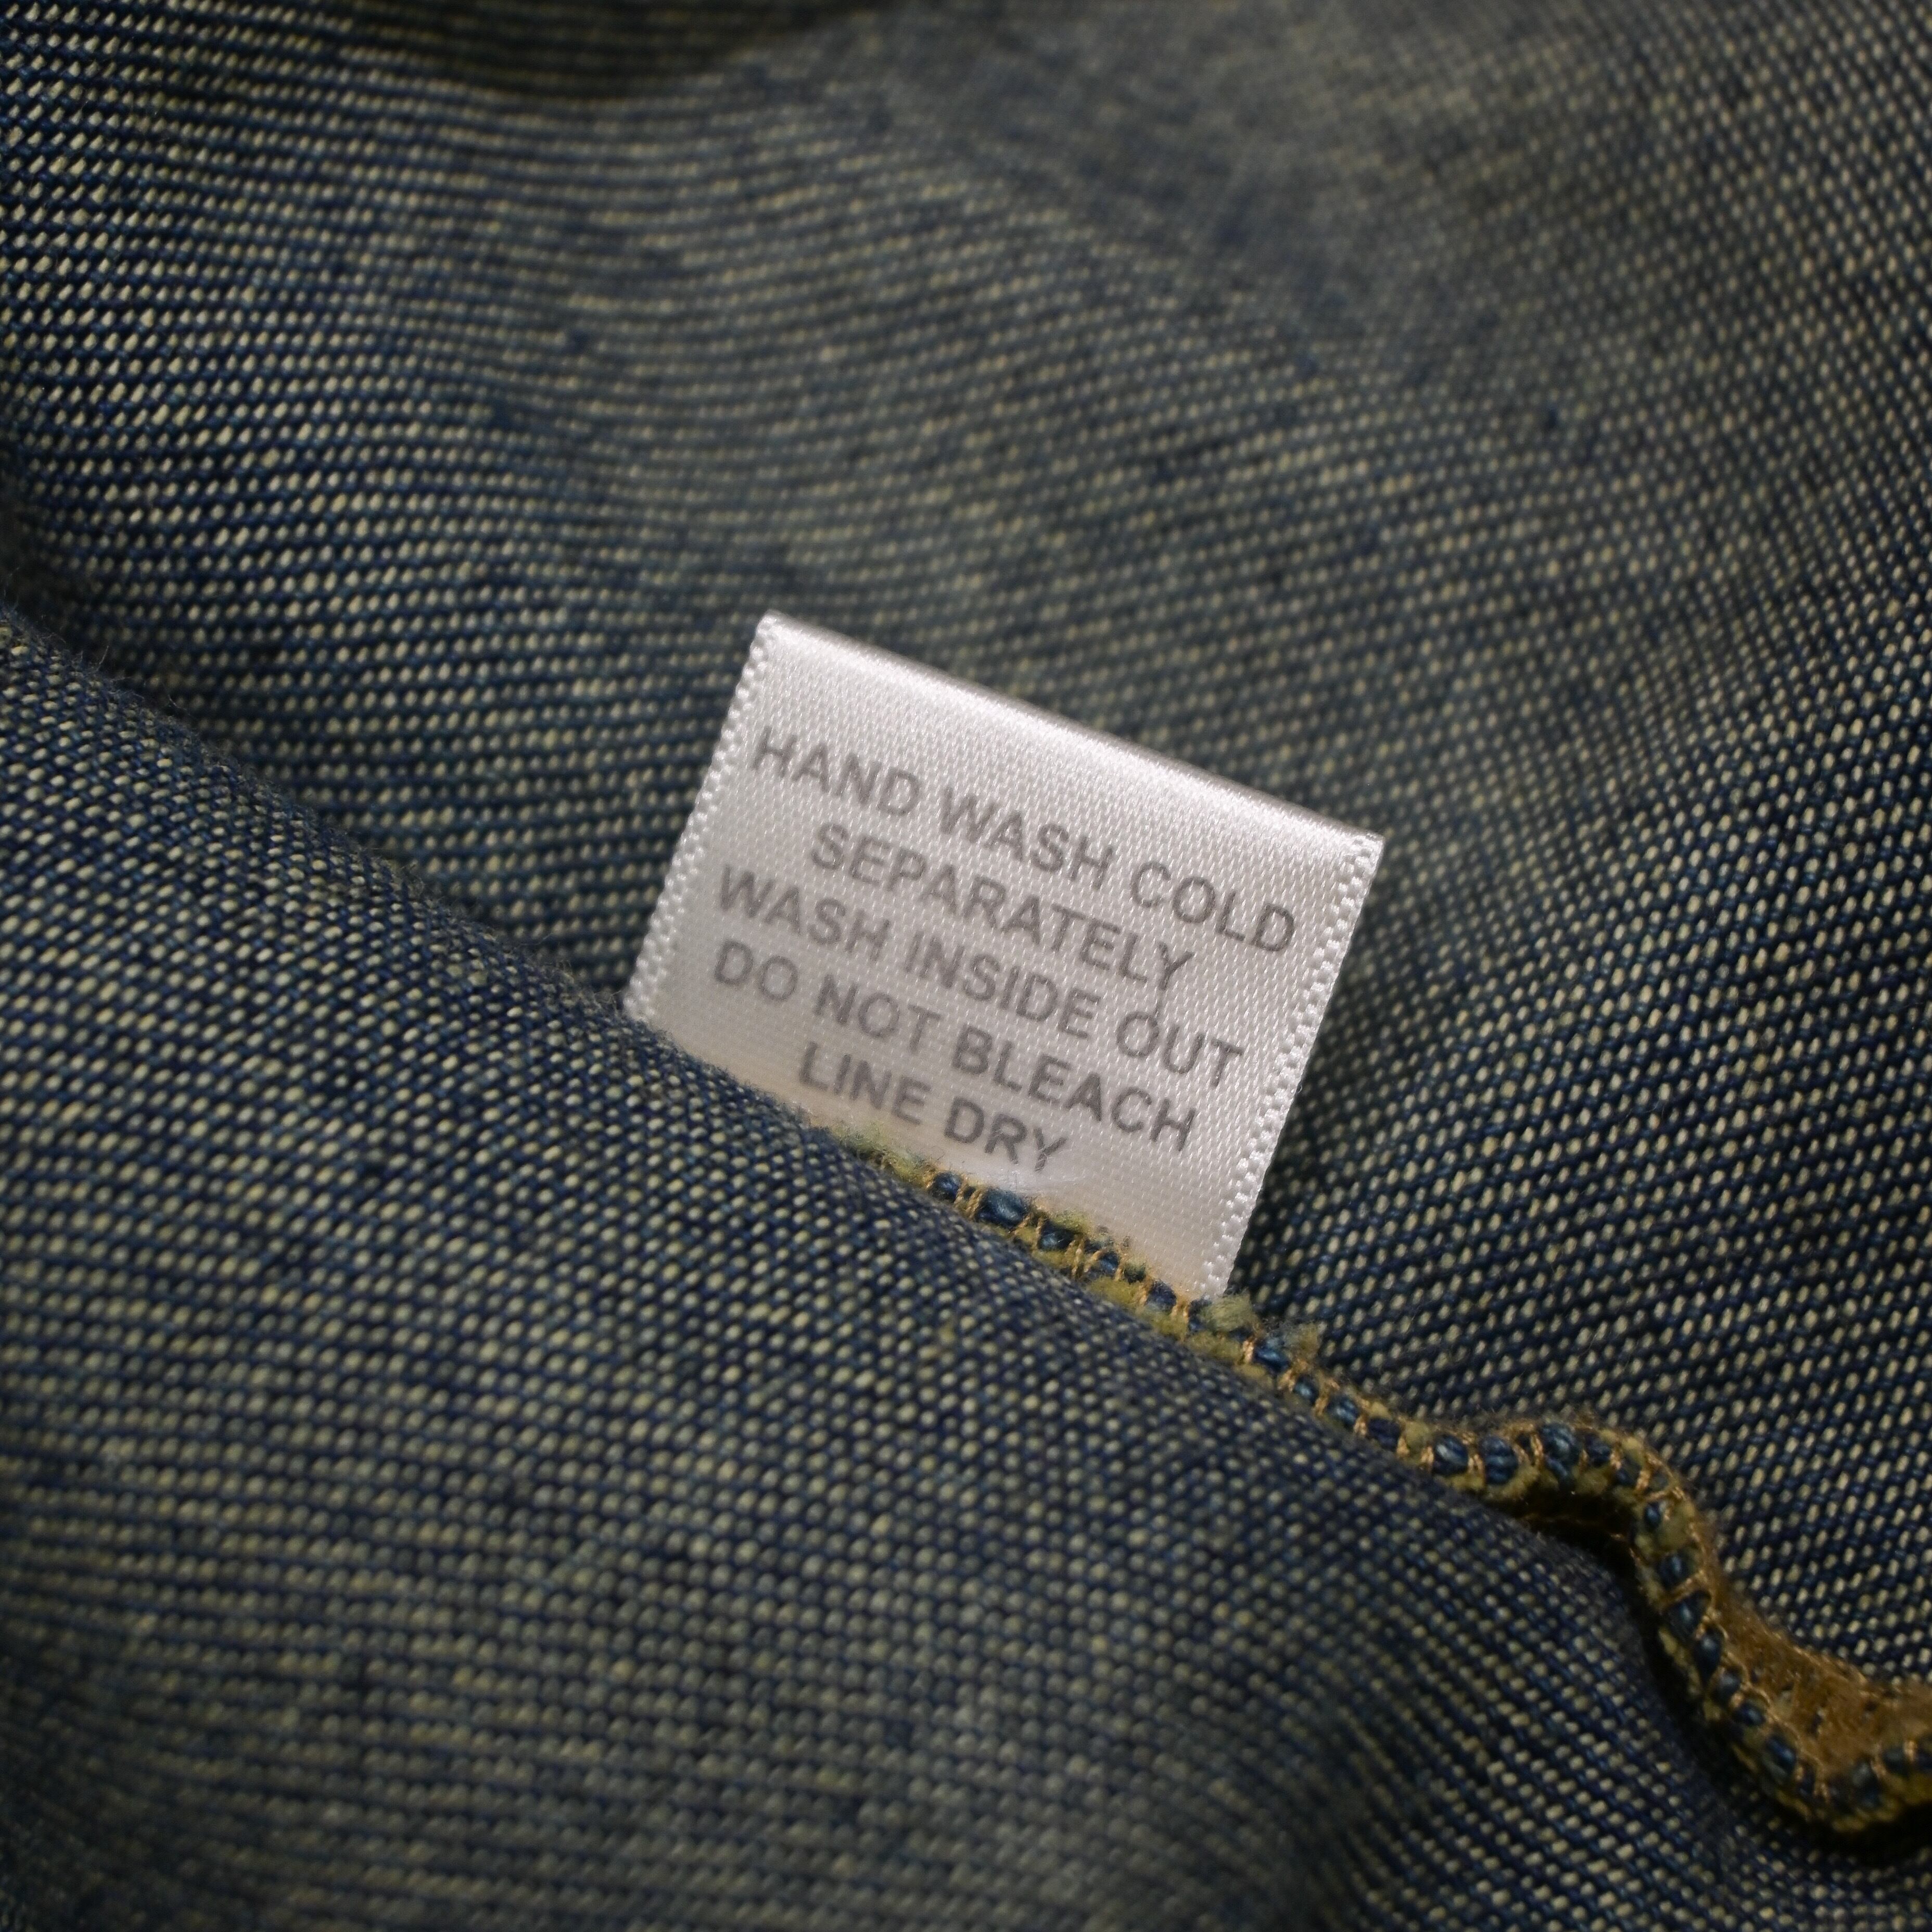 HAND WASH COLD
SEPARATELY
WASH INSIDE OUT
DO NOT BLEACH
LINE DRY